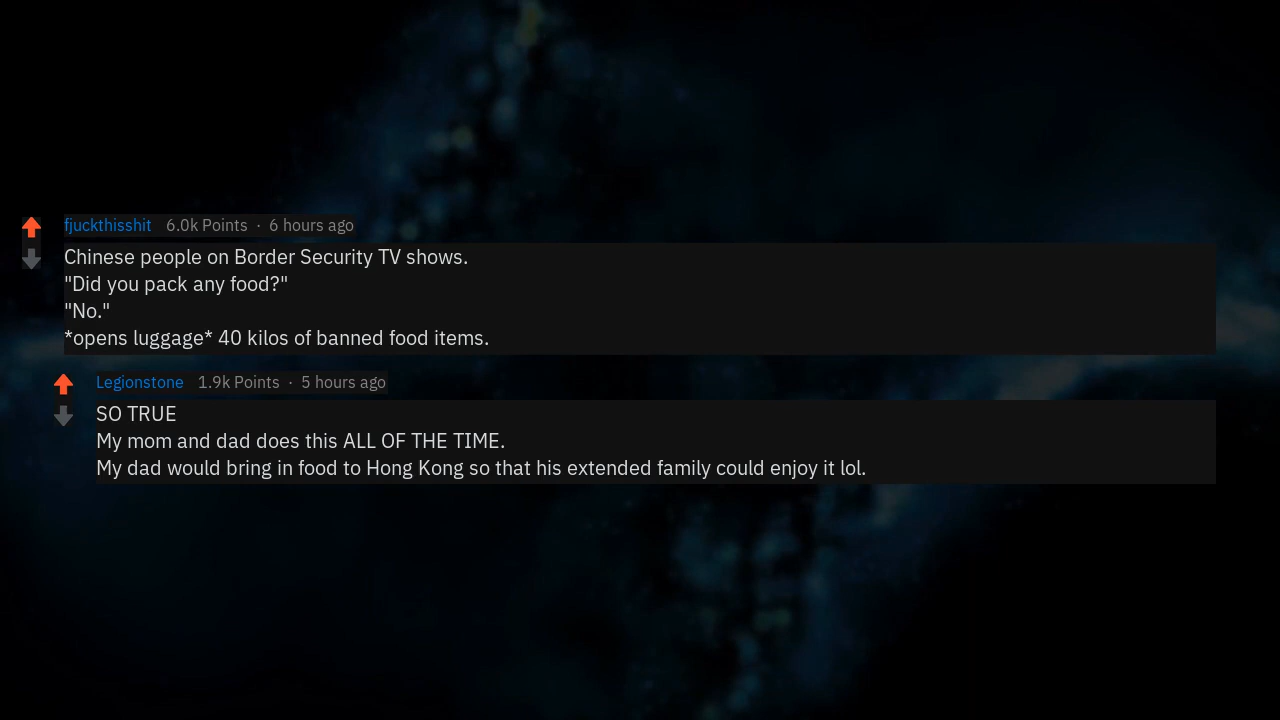 fjuckthisshit 6.0k Points · 6 hours ago
Chinese people on Border Security TV shows.
"Did you pack any food?"
"No."
*opens luggage* 40 kilos of banned food items.
Legionstone 1.9k Points · 5 hours ago
SO TRUE
My mom and dad does this ALL OF THE TIME.
My dad would bring in food to Hong Kong so that his extended family could enjoy it lol.